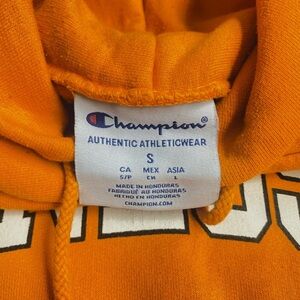 Champion®
AUTHENTIC ATHLETICWEAR
S
CA MEX ASIA
S/P CH L
MADE IN HONDURAS
FABRIQUÉ AU HONDURAS
HECHO EN HONDURAS
CHAMPION.COM